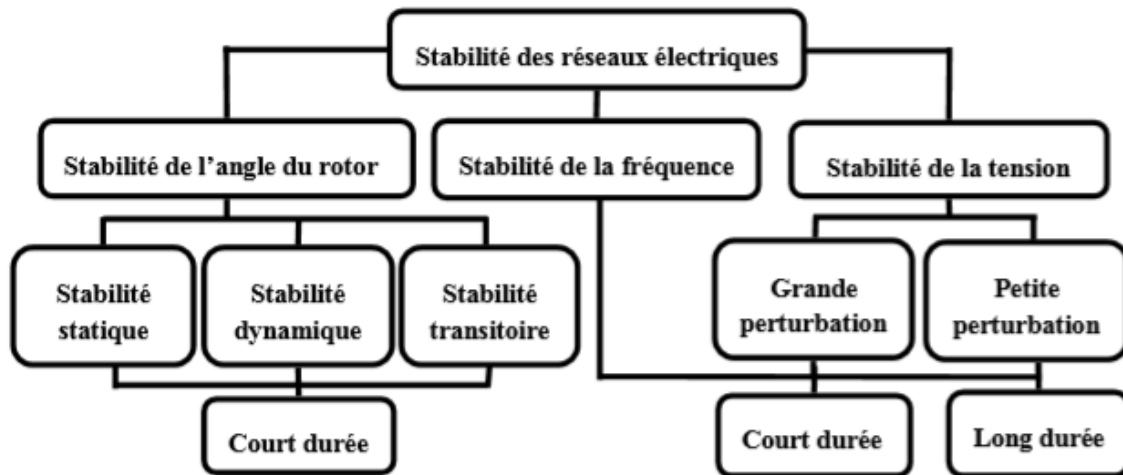 Stabilité des réseaux électriques
Stabilité de l’angle du rotor
Stabilité de la fréquence
Stabilité de la tension
Stabilité
statique
Stabilité
dynamique
Stabilité
transitoire
Grande
perturbation
Petite
perturbation
Court durée
Court durée
Long durée